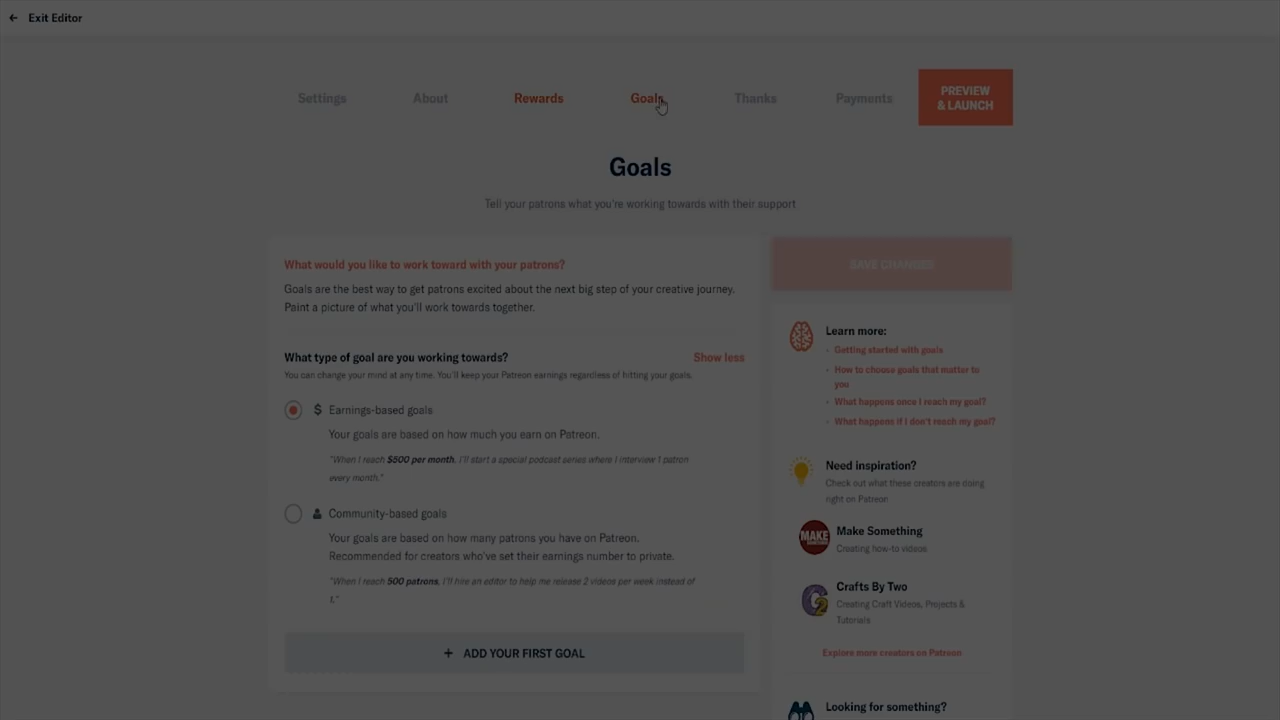 ← Exit Editor
Settings
About
Rewards
Goals
Thanks
Payments
PREVIEW
& LAUNCH
Goals
Tell your patrons what you're working towards with their support
What would you like to work toward with your patrons?
Goals are the best way to get patrons excited about the next big step of your creative journey.
Paint a picture of what you'll work towards together.
What type of goal are you working towards?
Show less
You can change your mind at any time. You'll keep your Patreon earnings regardless of hitting your goals.
$ Earnings-based goals
Your goals are based on how much you earn on Patreon.
"When I reach $500 per month, I'll start a special podcast series where I interview 1 patron
every month."
Community-based goals
Your goals are based on how many patrons you have on Patreon.
Recommended for creators who've set their earnings number to private.
"When I reach 500 patrons, I'll hire an editor to help me release 2 videos per week instead of
1."
+ ADD YOUR FIRST GOAL
SAVE CHANGES
Learn more:
• Getting started with goals
• How to choose goals that matter to
you
• What happens once I reach my goal?
• What happens if I don't reach my goal?
Need inspiration?
Check out what these creators are doing
right on Patreon
MAKE
SOMETHING
Make Something
Creating how-to videos
C2
Crafts By Two
Creating Craft Videos, Projects &
Tutorials
Explore more creators on Patreon
Looking for something?